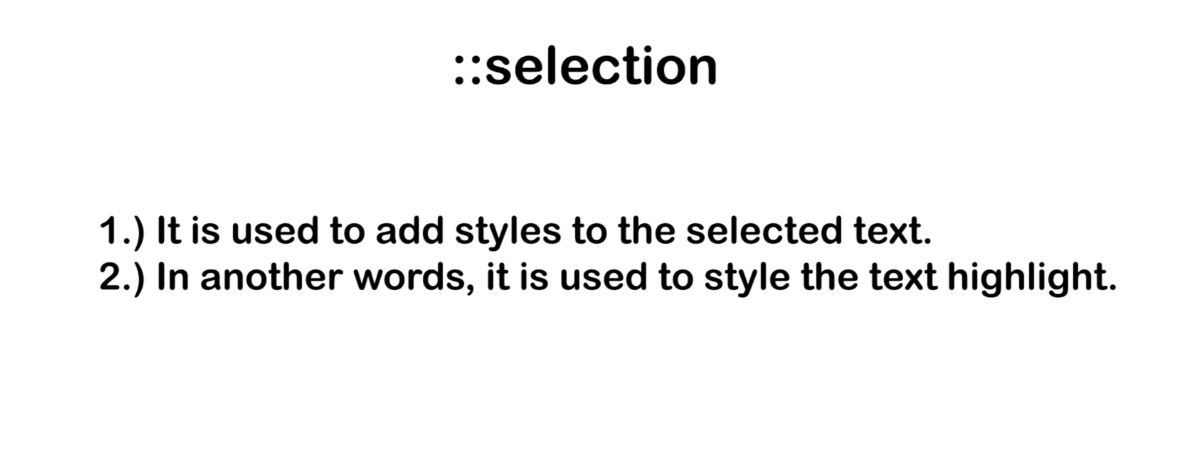 ::selection
1.) It is used to add styles to the selected text.
2.) In another words, it is used to style the text highlight.